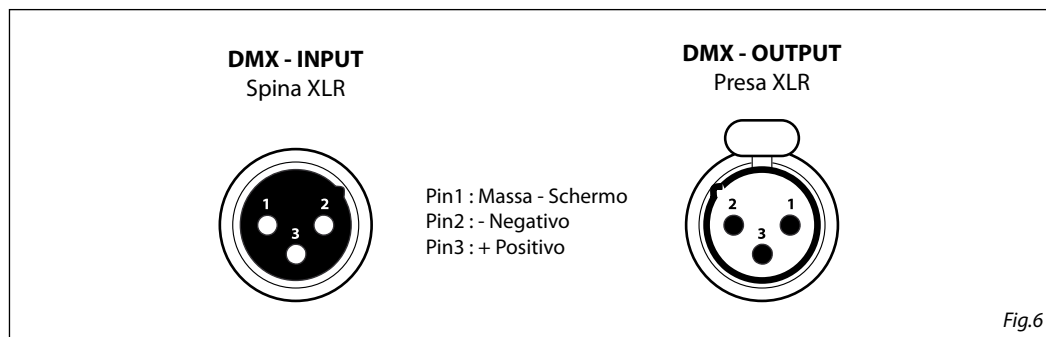 DMX - INPUT
Spina XLR
1
2
3
Pin1 : Massa - Schermo
Pin2 : - Negativo
Pin3 : + Positivo
DMX - OUTPUT
Presa XLR
2
1
3
Fig.6